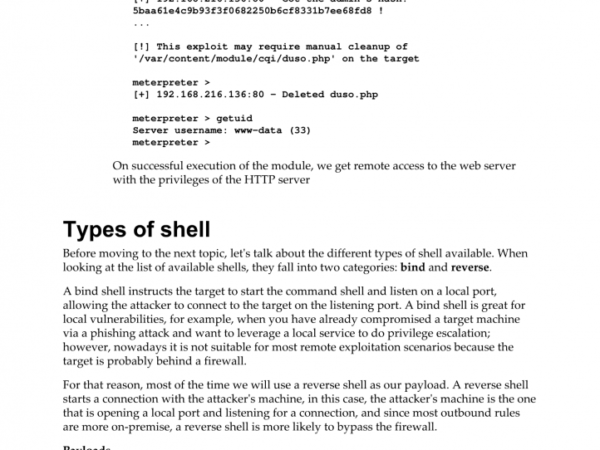 5baa61e4c9b93f3f0682250b6cf8331b7ee68fd8 !
...
[!] This exploit may require manual cleanup of
'/var/content/module/cqi/duso.php' on the target
meterpreter >
[+] 192.168.216.136:80 – Deleted duso.php
meterpreter > getuid
Server username: www-data (33)
meterpreter >
On successful execution of the module, we get remote access to the web server
with the privileges of the HTTP server
Types of shell
Before moving to the next topic, let's talk about the different types of shell available. When
looking at the list of available shells, they fall into two categories: bind and reverse.
A bind shell instructs the target to start the command shell and listen on a local port,
allowing the attacker to connect to the target on the listening port. A bind shell is great for
local vulnerabilities, for example, when you have already compromised a target machine
via a phishing attack and want to leverage a local service to do privilege escalation;
however, nowadays it is not suitable for most remote exploitation scenarios because the
target is probably behind a firewall.
For that reason, most of the time we will use a reverse shell as our payload. A reverse shell
starts a connection with the attacker's machine, in this case, the attacker's machine is the one
that is opening a local port and listening for a connection, and since most outbound rules
are more on-premise, a reverse shell is more likely to bypass the firewall.
Payloads